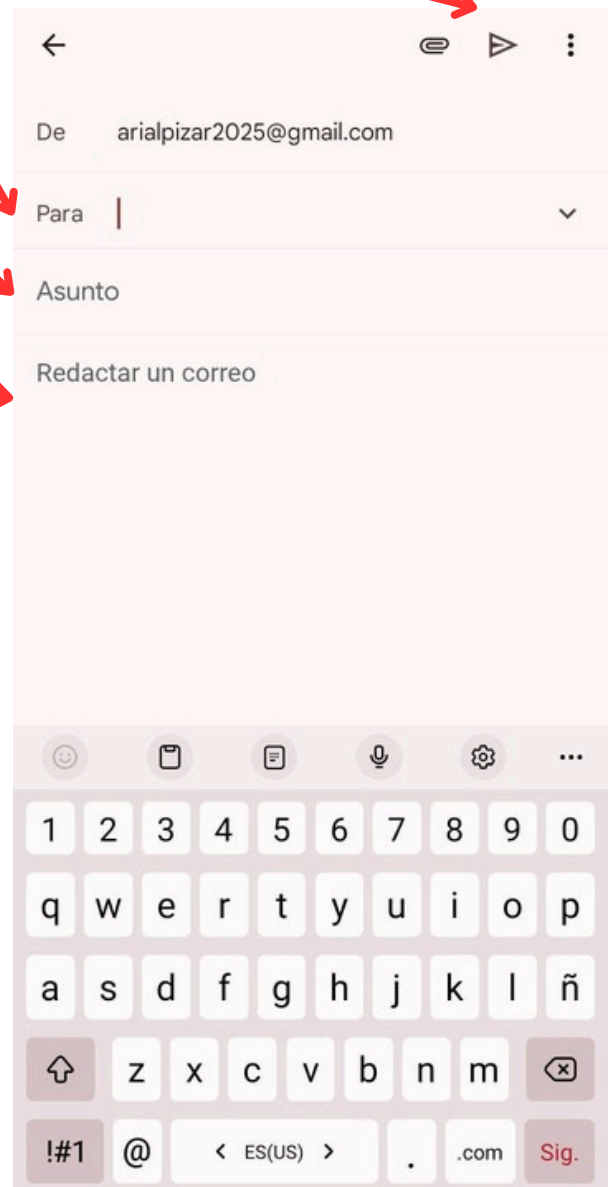 De arialpizar2025@gmail.com
Para
Asunto
Redactar un correo
1 2 3 4 5 6 7 8 9 0
q w e r t y u i o p
a s d f g h j k l ñ
z x c v b n m
!#1 @ < ES(US) > . .com Sig.